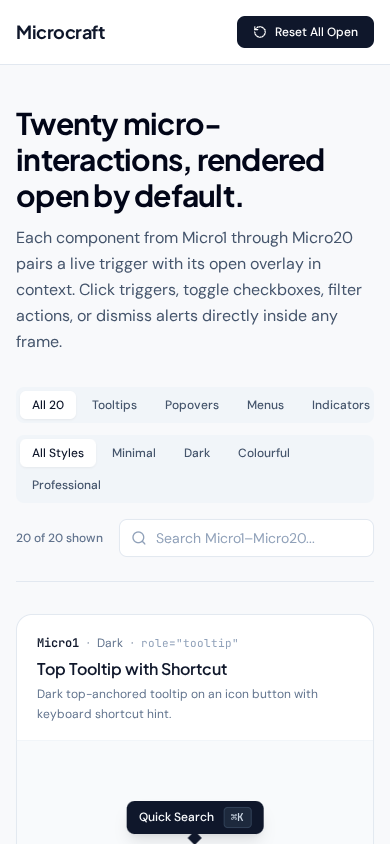 Microcraft
Reset All Open
Twenty micro-
interactions, rendered
open by default.
Each component from Micro1 through Micro20
pairs a live trigger with its open overlay in
context. Click triggers, toggle checkboxes, filter
actions, or dismiss alerts directly inside any
frame.
All 20 Tooltips Popovers Menus Indicators
All Styles Minimal Dark Colourful
Professional
20 of 20 shown
Search Micro1–Micro20...
Micro1 · Dark · role="tooltip"
Top Tooltip with Shortcut
Dark top-anchored tooltip on an icon button with
keyboard shortcut hint.
Quick Search ⌘K